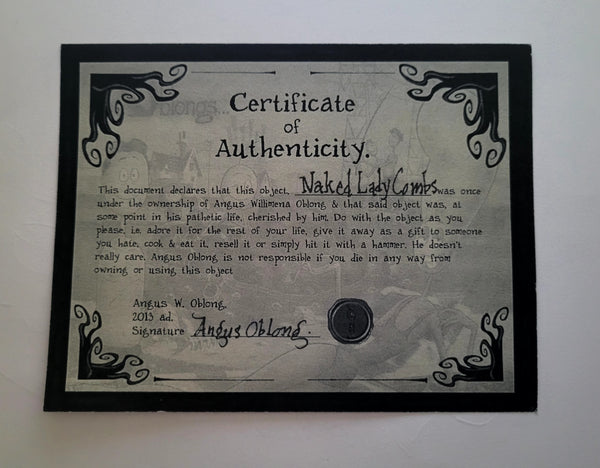 Certificate
of
Authenticity.
This document declares that this object, Naked Lady Combs was once
under the ownership of Angus Willimena Oblong & that said object was, at
some point in his pathetic life, cherished by him. Do with the object as you
please, i.e. adore it for the rest of your life, give it away as a gift to someone
you hate, cook & eat it, resell it or simply hit it with a hammer. He doesn't
really care. Angus Oblong is not responsible if you die in any way from
owning or using, this object
Angus W. Oblong,
2013 ad.
Signature Angus Oblong.